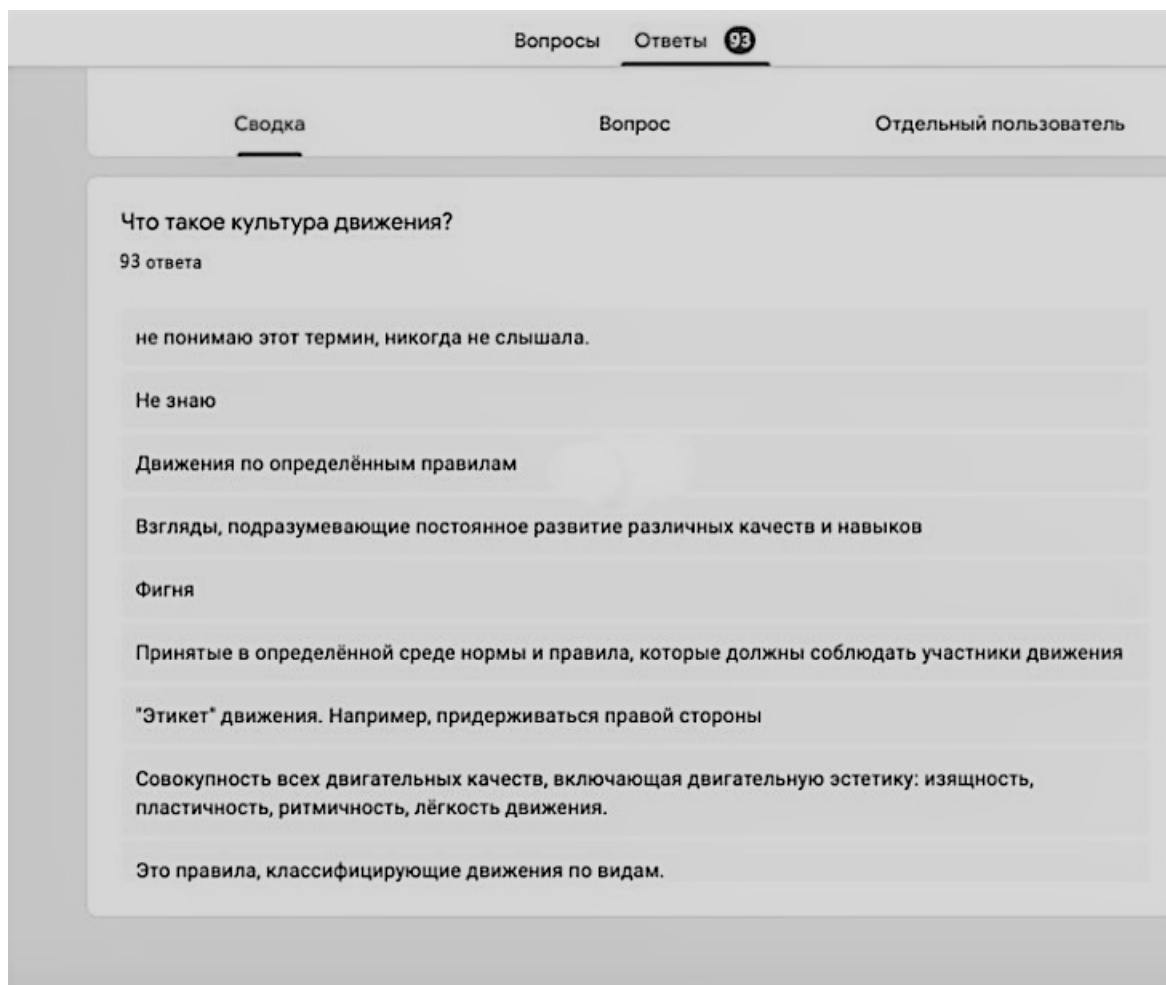 Вопросы Ответы 93
Сводка Вопрос Отдельный пользователь
Что такое культура движения?
93 ответа
не понимаю этот термин, никогда не слышала.
Не знаю
Движения по определённым правилам
Взгляды, подразумевающие постоянное развитие различных качеств и навыков
Фигня
Принятые в определённой среде нормы и правила, которые должны соблюдать участники движения
"Этикет" движения. Например, придерживаться правой стороны
Совокупность всех двигательных качеств, включающая двигательную эстетику: изящность,
пластичность, ритмичность, лёгкость движения.
Это правила, классифицирующие движения по видам.